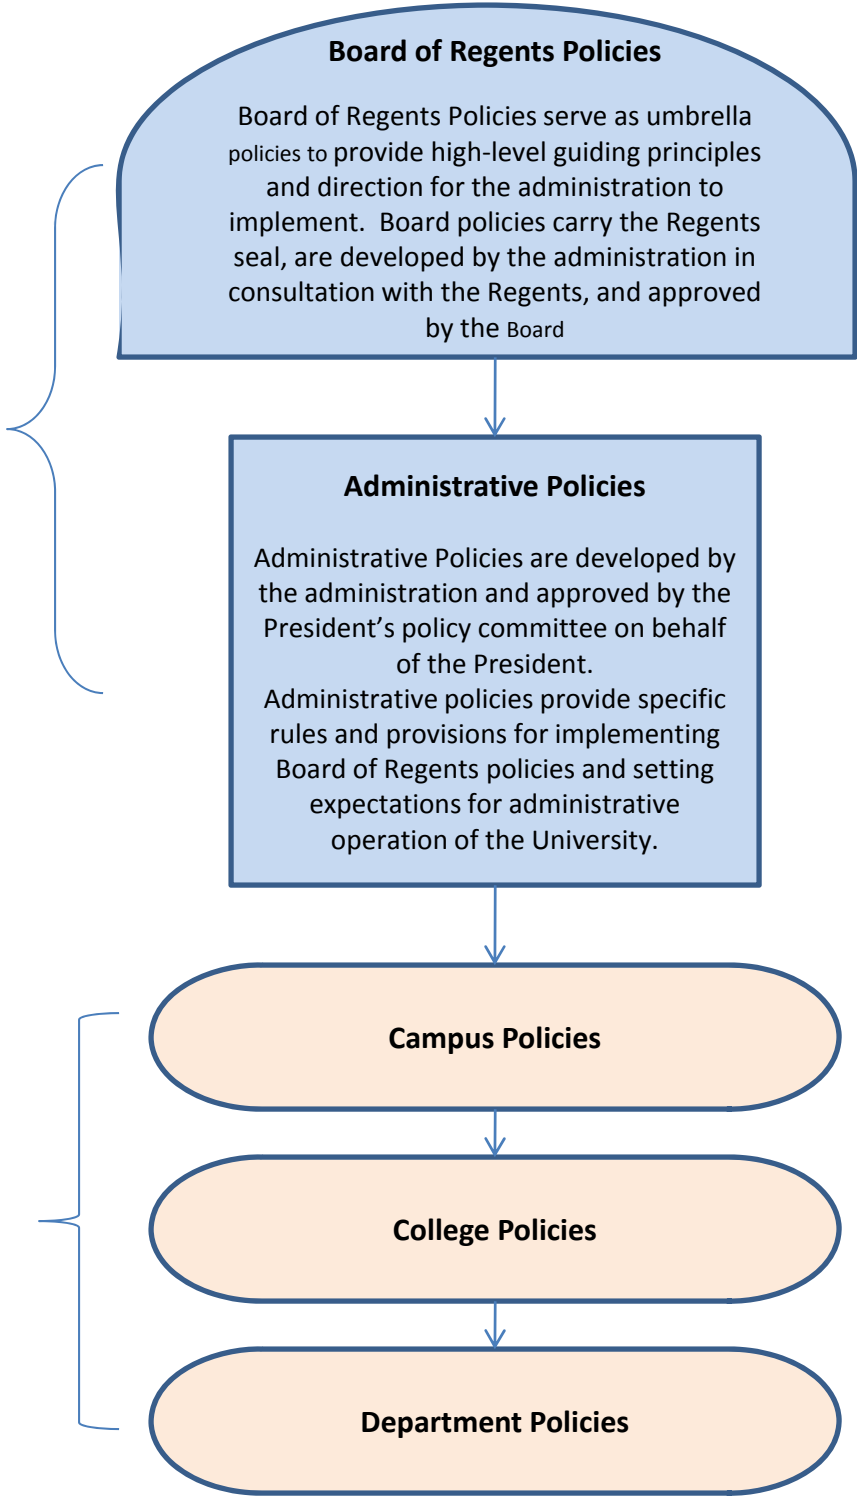 Board of Regents Policies
Board of Regents Policies serve as umbrella
policies to provide high-level guiding principles
and direction for the administration to
implement.  Board policies carry the Regents
seal, are developed by the administration in
consultation with the Regents, and approved
by the Board
Administrative Policies
Administrative Policies are developed by
the administration and approved by the
President’s policy committee on behalf
of the President.
Administrative policies provide specific
rules and provisions for implementing
Board of Regents policies and setting
expectations for administrative
operation of the University.
Campus Policies
College Policies
Department Policies